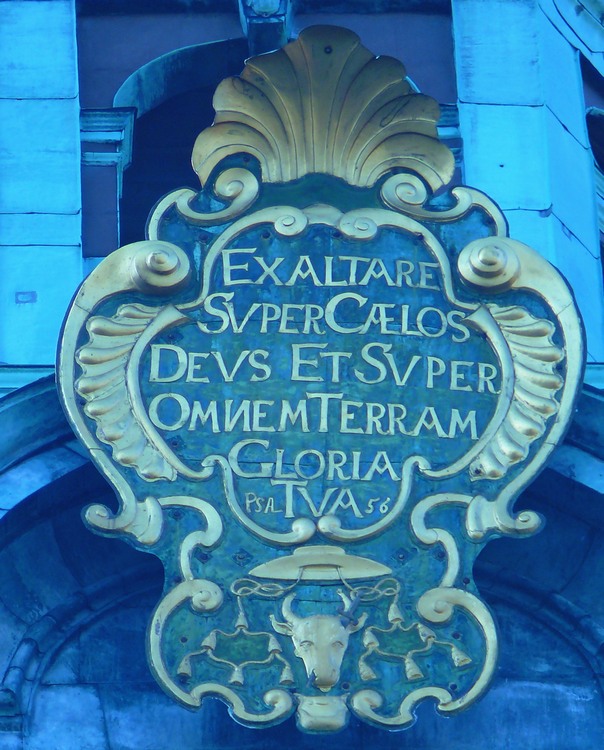 EXALTARE
SVPER CÆLOS
DEVS ET SVPER
OMNEM TERRAM
GLORIA
PSAL TVA 56